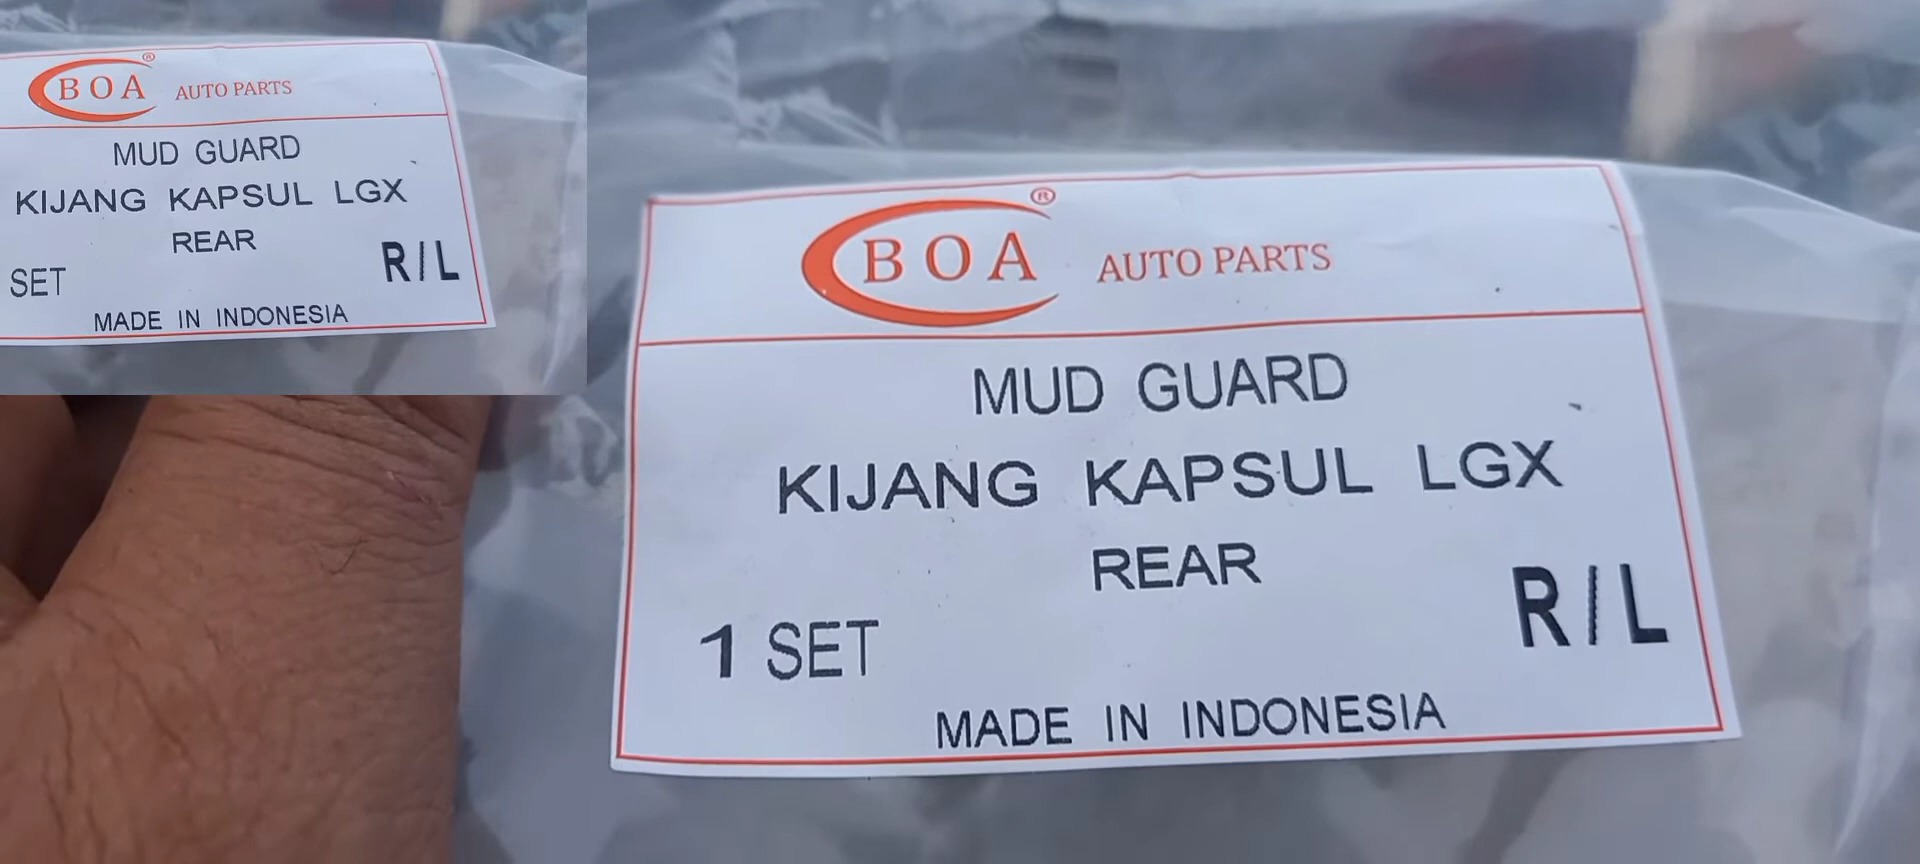 BOA ® AUTO PARTS
MUD GUARD
KIJANG KAPSUL LGX
REAR
SET R/L
MADE IN INDONESIA
BOA ® AUTO PARTS
MUD GUARD
KIJANG KAPSUL LGX
REAR
1 SET R/L
MADE IN INDONESIA